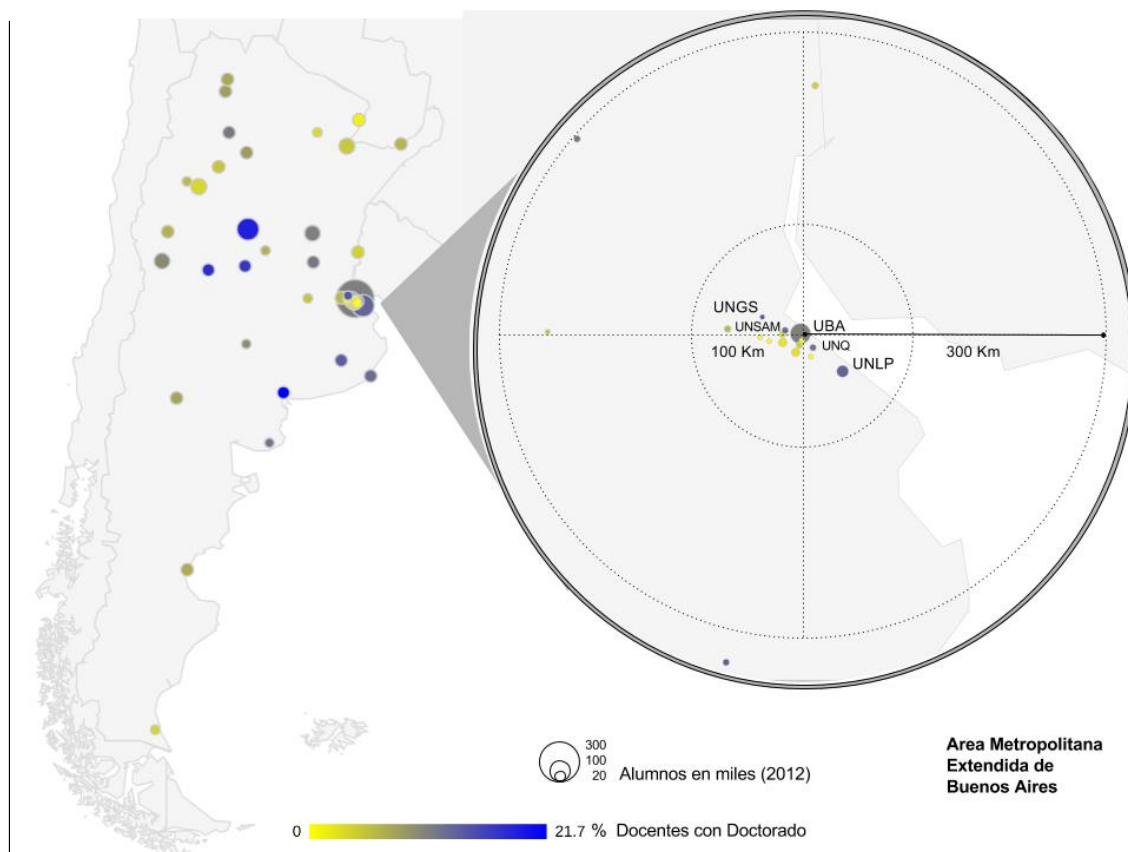 UNGS
UNSAM
UBA
UNQ
100 Km
300 Km
UNLP
300
100
20
Alumnos en miles (2012)
Area Metropolitana
Extendida de
Buenos Aires
0
21.7 % Docentes con Doctorado